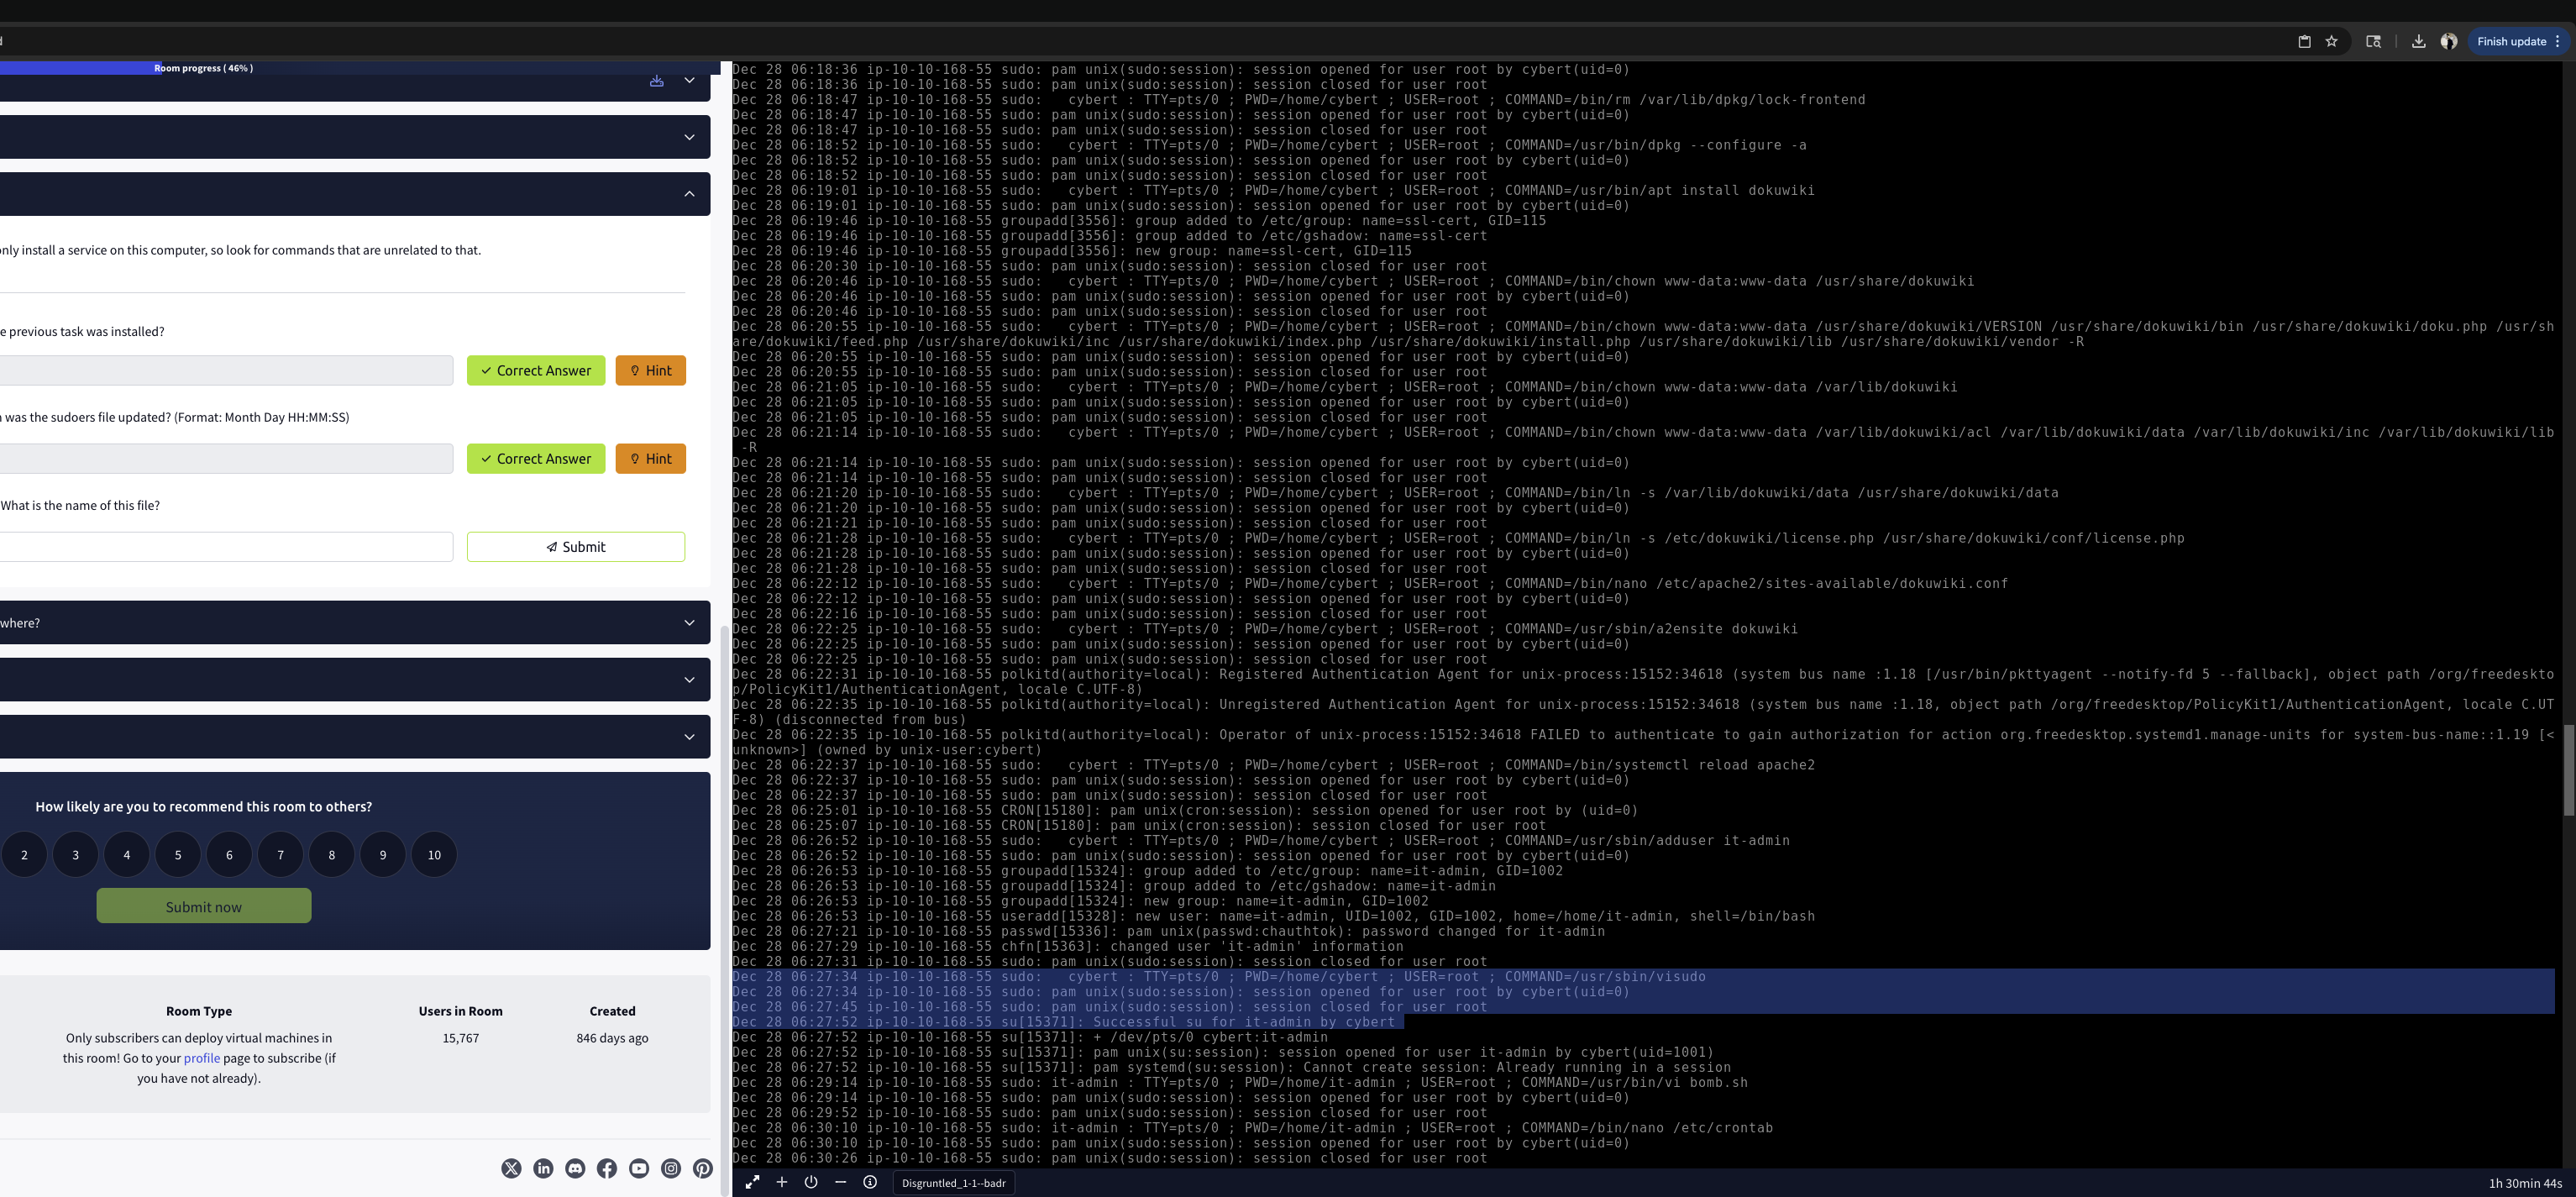 d
Finish update
Room progress ( 46% )
only install a service on this computer, so look for commands that are unrelated to that.
e previous task was installed?
Correct Answer
Hint
n was the sudoers file updated? (Format: Month Day HH:MM:SS)
Correct Answer
Hint
What is the name of this file?
Submit
where?
How likely are you to recommend this room to others?
2 3 4 5 6 7 8 9 10
Submit now
Room Type
Only subscribers can deploy virtual machines in
this room! Go to your profile page to subscribe (if
you have not already).
Users in Room
15,767
Created
846 days ago
Dec 28 06:18:36 ip-10-10-168-55 sudo: pam unix(sudo:session): session opened for user root by cybert(uid=0)
Dec 28 06:18:36 ip-10-10-168-55 sudo: pam unix(sudo:session): session closed for user root
Dec 28 06:18:47 ip-10-10-168-55 sudo:   cybert : TTY=pts/0 ; PWD=/home/cybert ; USER=root ; COMMAND=/bin/rm /var/lib/dpkg/lock-frontend
Dec 28 06:18:47 ip-10-10-168-55 sudo: pam unix(sudo:session): session opened for user root by cybert(uid=0)
Dec 28 06:18:47 ip-10-10-168-55 sudo: pam unix(sudo:session): session closed for user root
Dec 28 06:18:52 ip-10-10-168-55 sudo:   cybert : TTY=pts/0 ; PWD=/home/cybert ; USER=root ; COMMAND=/usr/bin/dpkg --configure -a
Dec 28 06:18:52 ip-10-10-168-55 sudo: pam unix(sudo:session): session opened for user root by cybert(uid=0)
Dec 28 06:18:52 ip-10-10-168-55 sudo: pam unix(sudo:session): session closed for user root
Dec 28 06:19:01 ip-10-10-168-55 sudo:   cybert : TTY=pts/0 ; PWD=/home/cybert ; USER=root ; COMMAND=/usr/bin/apt install dokuwiki
Dec 28 06:19:01 ip-10-10-168-55 sudo: pam unix(sudo:session): session opened for user root by cybert(uid=0)
Dec 28 06:19:46 ip-10-10-168-55 groupadd[3556]: group added to /etc/group: name=ssl-cert, GID=115
Dec 28 06:19:46 ip-10-10-168-55 groupadd[3556]: group added to /etc/gshadow: name=ssl-cert
Dec 28 06:19:46 ip-10-10-168-55 groupadd[3556]: new group: name=ssl-cert, GID=115
Dec 28 06:20:30 ip-10-10-168-55 sudo: pam unix(sudo:session): session closed for user root
Dec 28 06:20:46 ip-10-10-168-55 sudo:   cybert : TTY=pts/0 ; PWD=/home/cybert ; USER=root ; COMMAND=/bin/chown www-data:www-data /usr/share/dokuwiki
Dec 28 06:20:46 ip-10-10-168-55 sudo: pam unix(sudo:session): session opened for user root by cybert(uid=0)
Dec 28 06:20:46 ip-10-10-168-55 sudo: pam unix(sudo:session): session closed for user root
Dec 28 06:20:55 ip-10-10-168-55 sudo:   cybert : TTY=pts/0 ; PWD=/home/cybert ; USER=root ; COMMAND=/bin/chown www-data:www-data /usr/share/dokuwiki/VERSION /usr/share/dokuwiki/bin /usr/share/dokuwiki/doku.php /usr/sh
are/dokuwiki/feed.php /usr/share/dokuwiki/inc /usr/share/dokuwiki/index.php /usr/share/dokuwiki/install.php /usr/share/dokuwiki/lib /usr/share/dokuwiki/vendor -R
Dec 28 06:20:55 ip-10-10-168-55 sudo: pam unix(sudo:session): session opened for user root by cybert(uid=0)
Dec 28 06:20:55 ip-10-10-168-55 sudo: pam unix(sudo:session): session closed for user root
Dec 28 06:21:05 ip-10-10-168-55 sudo:   cybert : TTY=pts/0 ; PWD=/home/cybert ; USER=root ; COMMAND=/bin/chown www-data:www-data /var/lib/dokuwiki
Dec 28 06:21:05 ip-10-10-168-55 sudo: pam unix(sudo:session): session opened for user root by cybert(uid=0)
Dec 28 06:21:05 ip-10-10-168-55 sudo: pam unix(sudo:session): session closed for user root
Dec 28 06:21:14 ip-10-10-168-55 sudo:   cybert : TTY=pts/0 ; PWD=/home/cybert ; USER=root ; COMMAND=/bin/chown www-data:www-data /var/lib/dokuwiki/acl /var/lib/dokuwiki/data /var/lib/dokuwiki/inc /var/lib/dokuwiki/lib
 -R
Dec 28 06:21:14 ip-10-10-168-55 sudo: pam unix(sudo:session): session opened for user root by cybert(uid=0)
Dec 28 06:21:14 ip-10-10-168-55 sudo: pam unix(sudo:session): session closed for user root
Dec 28 06:21:20 ip-10-10-168-55 sudo:   cybert : TTY=pts/0 ; PWD=/home/cybert ; USER=root ; COMMAND=/bin/ln -s /var/lib/dokuwiki/data /usr/share/dokuwiki/data
Dec 28 06:21:20 ip-10-10-168-55 sudo: pam unix(sudo:session): session opened for user root by cybert(uid=0)
Dec 28 06:21:21 ip-10-10-168-55 sudo: pam unix(sudo:session): session closed for user root
Dec 28 06:21:28 ip-10-10-168-55 sudo:   cybert : TTY=pts/0 ; PWD=/home/cybert ; USER=root ; COMMAND=/bin/ln -s /etc/dokuwiki/license.php /usr/share/dokuwiki/conf/license.php
Dec 28 06:21:28 ip-10-10-168-55 sudo: pam unix(sudo:session): session opened for user root by cybert(uid=0)
Dec 28 06:21:28 ip-10-10-168-55 sudo: pam unix(sudo:session): session closed for user root
Dec 28 06:22:12 ip-10-10-168-55 sudo:   cybert : TTY=pts/0 ; PWD=/home/cybert ; USER=root ; COMMAND=/bin/nano /etc/apache2/sites-available/dokuwiki.conf
Dec 28 06:22:12 ip-10-10-168-55 sudo: pam unix(sudo:session): session opened for user root by cybert(uid=0)
Dec 28 06:22:16 ip-10-10-168-55 sudo: pam unix(sudo:session): session closed for user root
Dec 28 06:22:25 ip-10-10-168-55 sudo:   cybert : TTY=pts/0 ; PWD=/home/cybert ; USER=root ; COMMAND=/usr/sbin/a2ensite dokuwiki
Dec 28 06:22:25 ip-10-10-168-55 sudo: pam unix(sudo:session): session opened for user root by cybert(uid=0)
Dec 28 06:22:25 ip-10-10-168-55 sudo: pam unix(sudo:session): session closed for user root
Dec 28 06:22:31 ip-10-10-168-55 polkitd(authority=local): Registered Authentication Agent for unix-process:15152:34618 (system bus name :1.18 [/usr/bin/pkttyagent --notify-fd 5 --fallback], object path /org/freedeskto
p/PolicyKit1/AuthenticationAgent, locale C.UTF-8)
Dec 28 06:22:35 ip-10-10-168-55 polkitd(authority=local): Unregistered Authentication Agent for unix-process:15152:34618 (system bus name :1.18, object path /org/freedesktop/PolicyKit1/AuthenticationAgent, locale C.UT
F-8) (disconnected from bus)
Dec 28 06:22:35 ip-10-10-168-55 polkitd(authority=local): Operator of unix-process:15152:34618 FAILED to authenticate to gain authorization for action org.freedesktop.systemd1.manage-units for system-bus-name::1.19 [<
unknown>] (owned by unix-user:cybert)
Dec 28 06:22:37 ip-10-10-168-55 sudo:   cybert : TTY=pts/0 ; PWD=/home/cybert ; USER=root ; COMMAND=/bin/systemctl reload apache2
Dec 28 06:22:37 ip-10-10-168-55 sudo: pam unix(sudo:session): session opened for user root by cybert(uid=0)
Dec 28 06:22:37 ip-10-10-168-55 sudo: pam unix(sudo:session): session closed for user root
Dec 28 06:25:01 ip-10-10-168-55 CRON[15180]: pam unix(cron:session): session opened for user root by (uid=0)
Dec 28 06:25:07 ip-10-10-168-55 CRON[15180]: pam unix(cron:session): session closed for user root
Dec 28 06:26:52 ip-10-10-168-55 sudo:   cybert : TTY=pts/0 ; PWD=/home/cybert ; USER=root ; COMMAND=/usr/sbin/adduser it-admin
Dec 28 06:26:52 ip-10-10-168-55 sudo: pam unix(sudo:session): session opened for user root by cybert(uid=0)
Dec 28 06:26:53 ip-10-10-168-55 groupadd[15324]: group added to /etc/group: name=it-admin, GID=1002
Dec 28 06:26:53 ip-10-10-168-55 groupadd[15324]: group added to /etc/gshadow: name=it-admin
Dec 28 06:26:53 ip-10-10-168-55 groupadd[15324]: new group: name=it-admin, GID=1002
Dec 28 06:26:53 ip-10-10-168-55 useradd[15328]: new user: name=it-admin, UID=1002, GID=1002, home=/home/it-admin, shell=/bin/bash
Dec 28 06:27:21 ip-10-10-168-55 passwd[15336]: pam unix(passwd:chauthtok): password changed for it-admin
Dec 28 06:27:29 ip-10-10-168-55 chfn[15363]: changed user 'it-admin' information
Dec 28 06:27:31 ip-10-10-168-55 sudo: pam unix(sudo:session): session closed for user root
Dec 28 06:27:34 ip-10-10-168-55 sudo:   cybert : TTY=pts/0 ; PWD=/home/cybert ; USER=root ; COMMAND=/usr/sbin/visudo
Dec 28 06:27:34 ip-10-10-168-55 sudo: pam unix(sudo:session): session opened for user root by cybert(uid=0)
Dec 28 06:27:45 ip-10-10-168-55 sudo: pam unix(sudo:session): session closed for user root
Dec 28 06:27:52 ip-10-10-168-55 su[15371]: Successful su for it-admin by cybert
Dec 28 06:27:52 ip-10-10-168-55 su[15371]: + /dev/pts/0 cybert:it-admin
Dec 28 06:27:52 ip-10-10-168-55 su[15371]: pam unix(su:session): session opened for user it-admin by cybert(uid=1001)
Dec 28 06:27:52 ip-10-10-168-55 su[15371]: pam systemd(su:session): Cannot create session: Already running in a session
Dec 28 06:29:14 ip-10-10-168-55 sudo: it-admin : TTY=pts/0 ; PWD=/home/it-admin ; USER=root ; COMMAND=/usr/bin/vi bomb.sh
Dec 28 06:29:14 ip-10-10-168-55 sudo: pam unix(sudo:session): session opened for user root by cybert(uid=0)
Dec 28 06:29:52 ip-10-10-168-55 sudo: pam unix(sudo:session): session closed for user root
Dec 28 06:30:10 ip-10-10-168-55 sudo: it-admin : TTY=pts/0 ; PWD=/home/it-admin ; USER=root ; COMMAND=/bin/nano /etc/crontab
Dec 28 06:30:10 ip-10-10-168-55 sudo: pam unix(sudo:session): session opened for user root by cybert(uid=0)
Dec 28 06:30:26 ip-10-10-168-55 sudo: pam unix(sudo:session): session closed for user root
Disgruntled_1-1--badr
1h 30min 44s